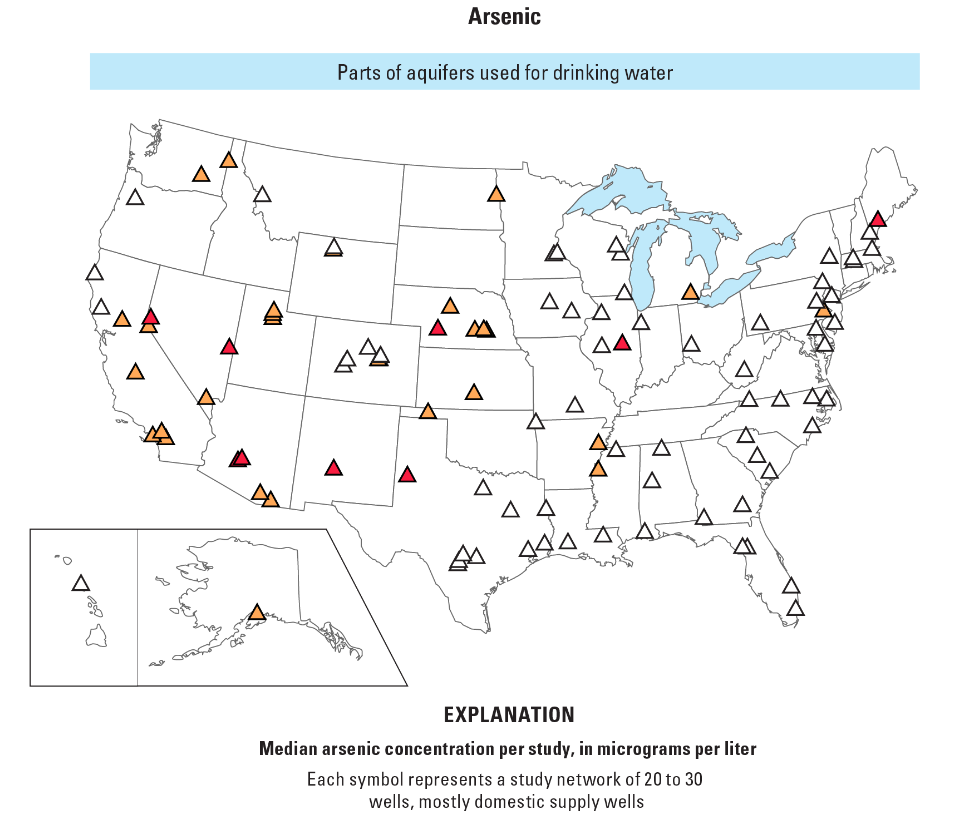 Arsenic
Parts of aquifers used for drinking water
EXPLANATION
Median arsenic concentration per study, in micrograms per liter
Each symbol represents a study network of 20 to 30
wells, mostly domestic supply wells